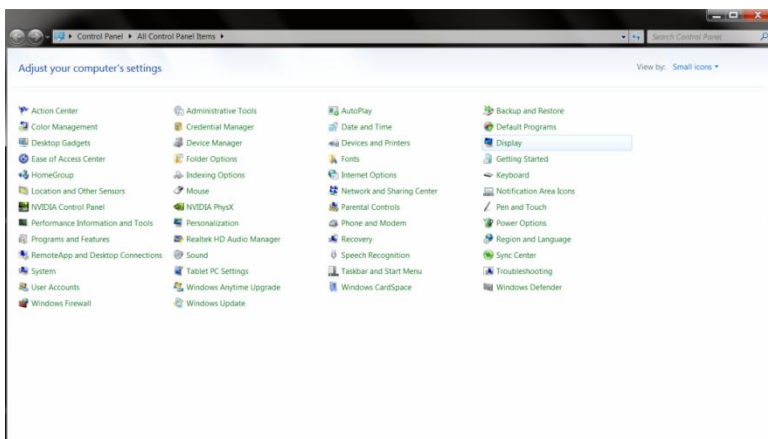 Control Panel ▸ All Control Panel Items ▸
Search Control Panel
Adjust your computer's settings
View by: Small icons
Action Center
Administrative Tools
AutoPlay
Backup and Restore
Color Management
Credential Manager
Date and Time
Default Programs
Desktop Gadgets
Device Manager
Devices and Printers
Display
Ease of Access Center
Folder Options
Fonts
Getting Started
HomeGroup
Indexing Options
Internet Options
Keyboard
Location and Other Sensors
Mouse
Network and Sharing Center
Notification Area Icons
NVIDIA Control Panel
NVIDIA PhysX
Parental Controls
Pen and Touch
Performance Information and Tools
Personalization
Phone and Modem
Power Options
Programs and Features
Realtek HD Audio Manager
Recovery
Region and Language
RemoteApp and Desktop Connections
Sound
Speech Recognition
Sync Center
System
Tablet PC Settings
Taskbar and Start Menu
Troubleshooting
User Accounts
Windows Anytime Upgrade
Windows CardSpace
Windows Defender
Windows Firewall
Windows Update